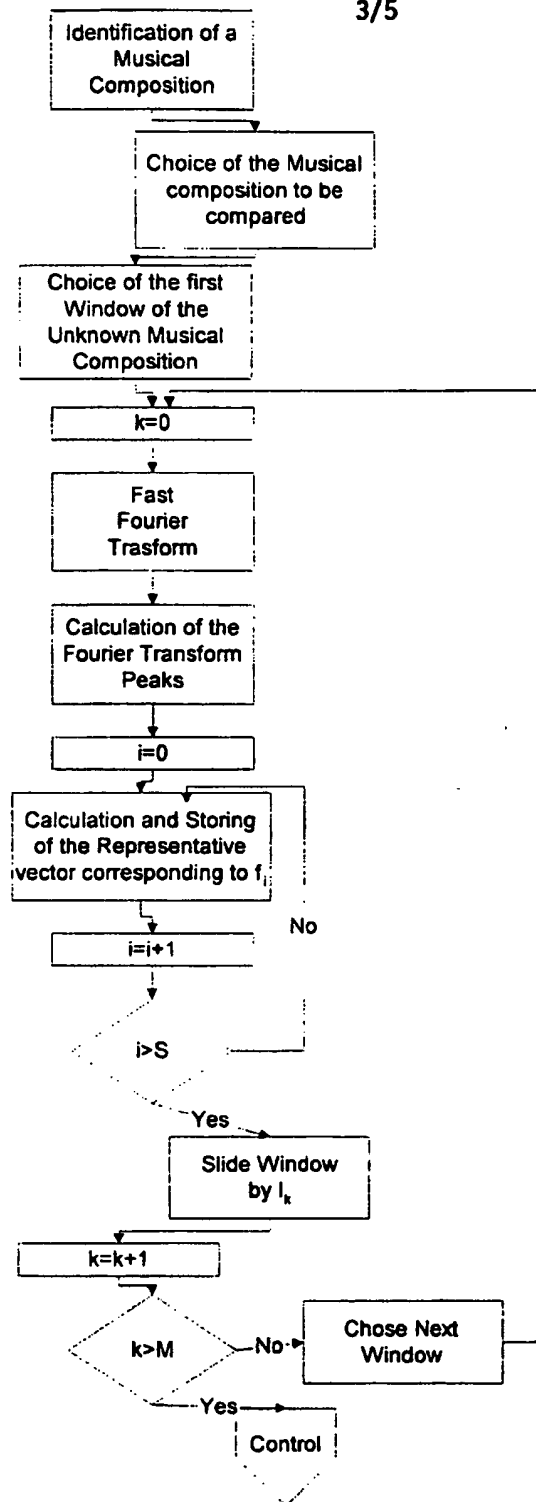 3/5
Identification of a
Musical
Composition
Choice of the Musical
composition to be
compared
Choice of the first
Window of the
Unknown Musical
Composition
k=0
Fast
Fourier
Trasform
Calculation of the
Fourier Transform
Peaks
i=0
Calculation and Storing
of the Representative
vector corresponding to fi
No
i=i+1
i>S
Yes
Slide Window
by lk
k=k+1
k>M
No
Chose Next
Window
Yes
Control